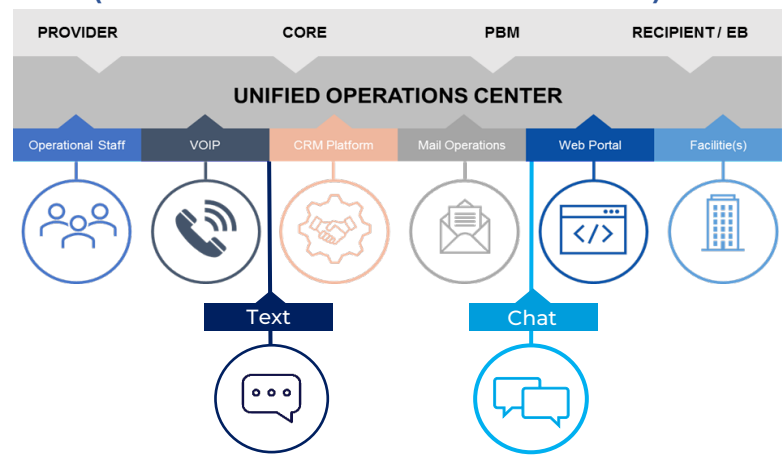 PROVIDER CORE PBM RECIPIENT / EB
UNIFIED OPERATIONS CENTER
Operational Staff VOIP CRM Platform Mail Operations Web Portal Facilitie(s)
</>
Text Chat